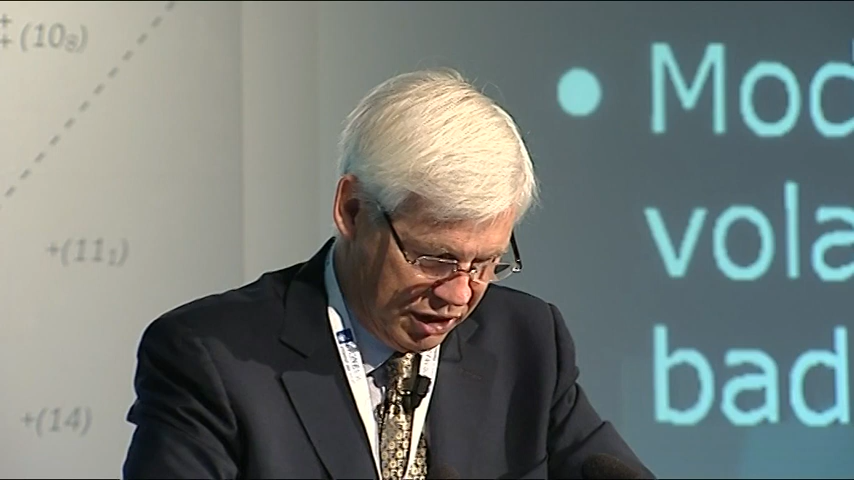 + (10₈)
+
+(11₁)
+(14)
• Mod
vola
bad